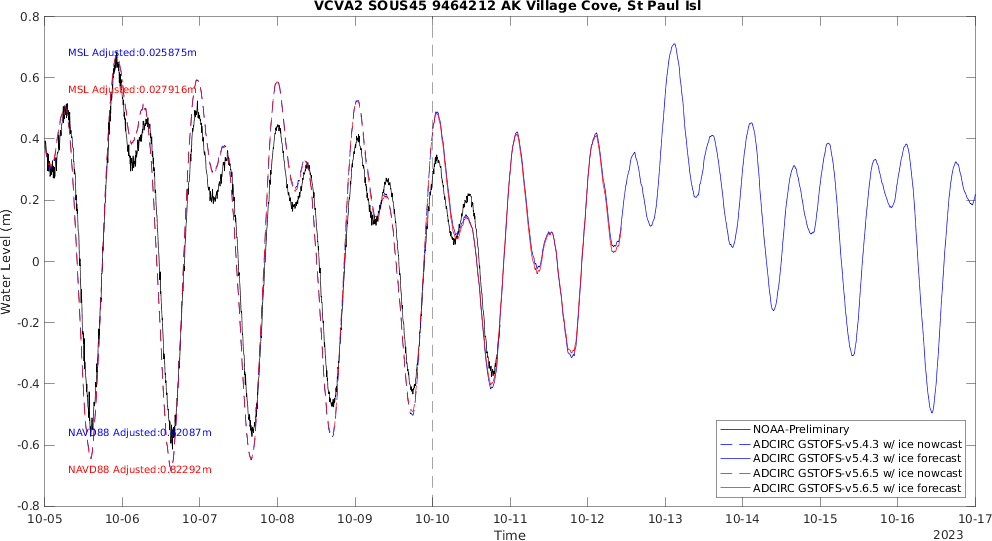 VCVA2 SOUS45 9464212 AK Village Cove, St Paul Isl
0.8
0.6
0.4
0.2
0
-0.2
-0.4
-0.6
-0.8
Water Level (m)
MSL Adjusted:0.025875m
MSL Adjusted:0.027916m
NAVD88 Adjusted:0.82087m
NAVD88 Adjusted:0.82292m
NOAA-Preliminary
ADCIRC GSTOFS-v5.4.3 w/ ice nowcast
ADCIRC GSTOFS-v5.4.3 w/ ice forecast
ADCIRC GSTOFS-v5.6.5 w/ ice nowcast
ADCIRC GSTOFS-v5.6.5 w/ ice forecast
10-05 10-06 10-07 10-08 10-09 10-10 10-11 10-12 10-13 10-14 10-15 10-16 10-17
Time
2023